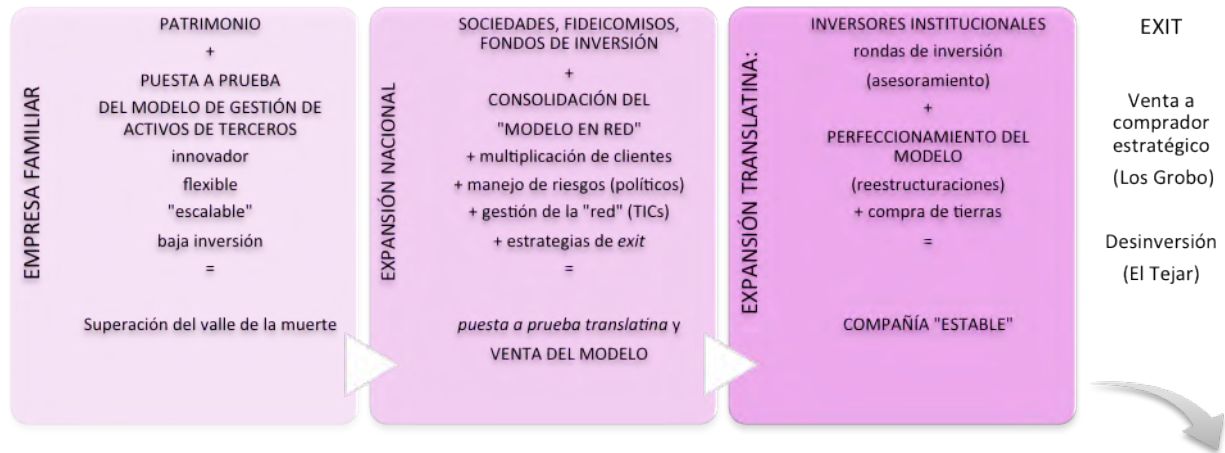 EMPRESA FAMILIAR
PATRIMONIO
+
PUESTA A PRUEBA
DEL MODELO DE GESTIÓN DE
ACTIVOS DE TERCEROS
innovador
flexible
"escalable"
baja inversión
=
Superación del valle de la muerte
EXPANSIÓN NACIONAL
SOCIEDADES, FIDEICOMISOS,
FONDOS DE INVERSIÓN
+
CONSOLIDACIÓN DEL
"MODELO EN RED"
+ multiplicación de clientes
+ manejo de riesgos (políticos)
+ gestión de la "red" (TICs)
+ estrategias de exit
=
puesta a prueba translatina y
VENTA DEL MODELO
EXPANSIÓN TRANSLATINA:
INVERSORES INSTITUCIONALES
rondas de inversión
(asesoramiento)
+
PERFECCIONAMIENTO DEL
MODELO
(reestructuraciones)
+ compra de tierras
=
COMPAÑÍA "ESTABLE"
EXIT
Venta a
comprador
estratégico
(Los Grobo)
Desinversión
(El Tejar)